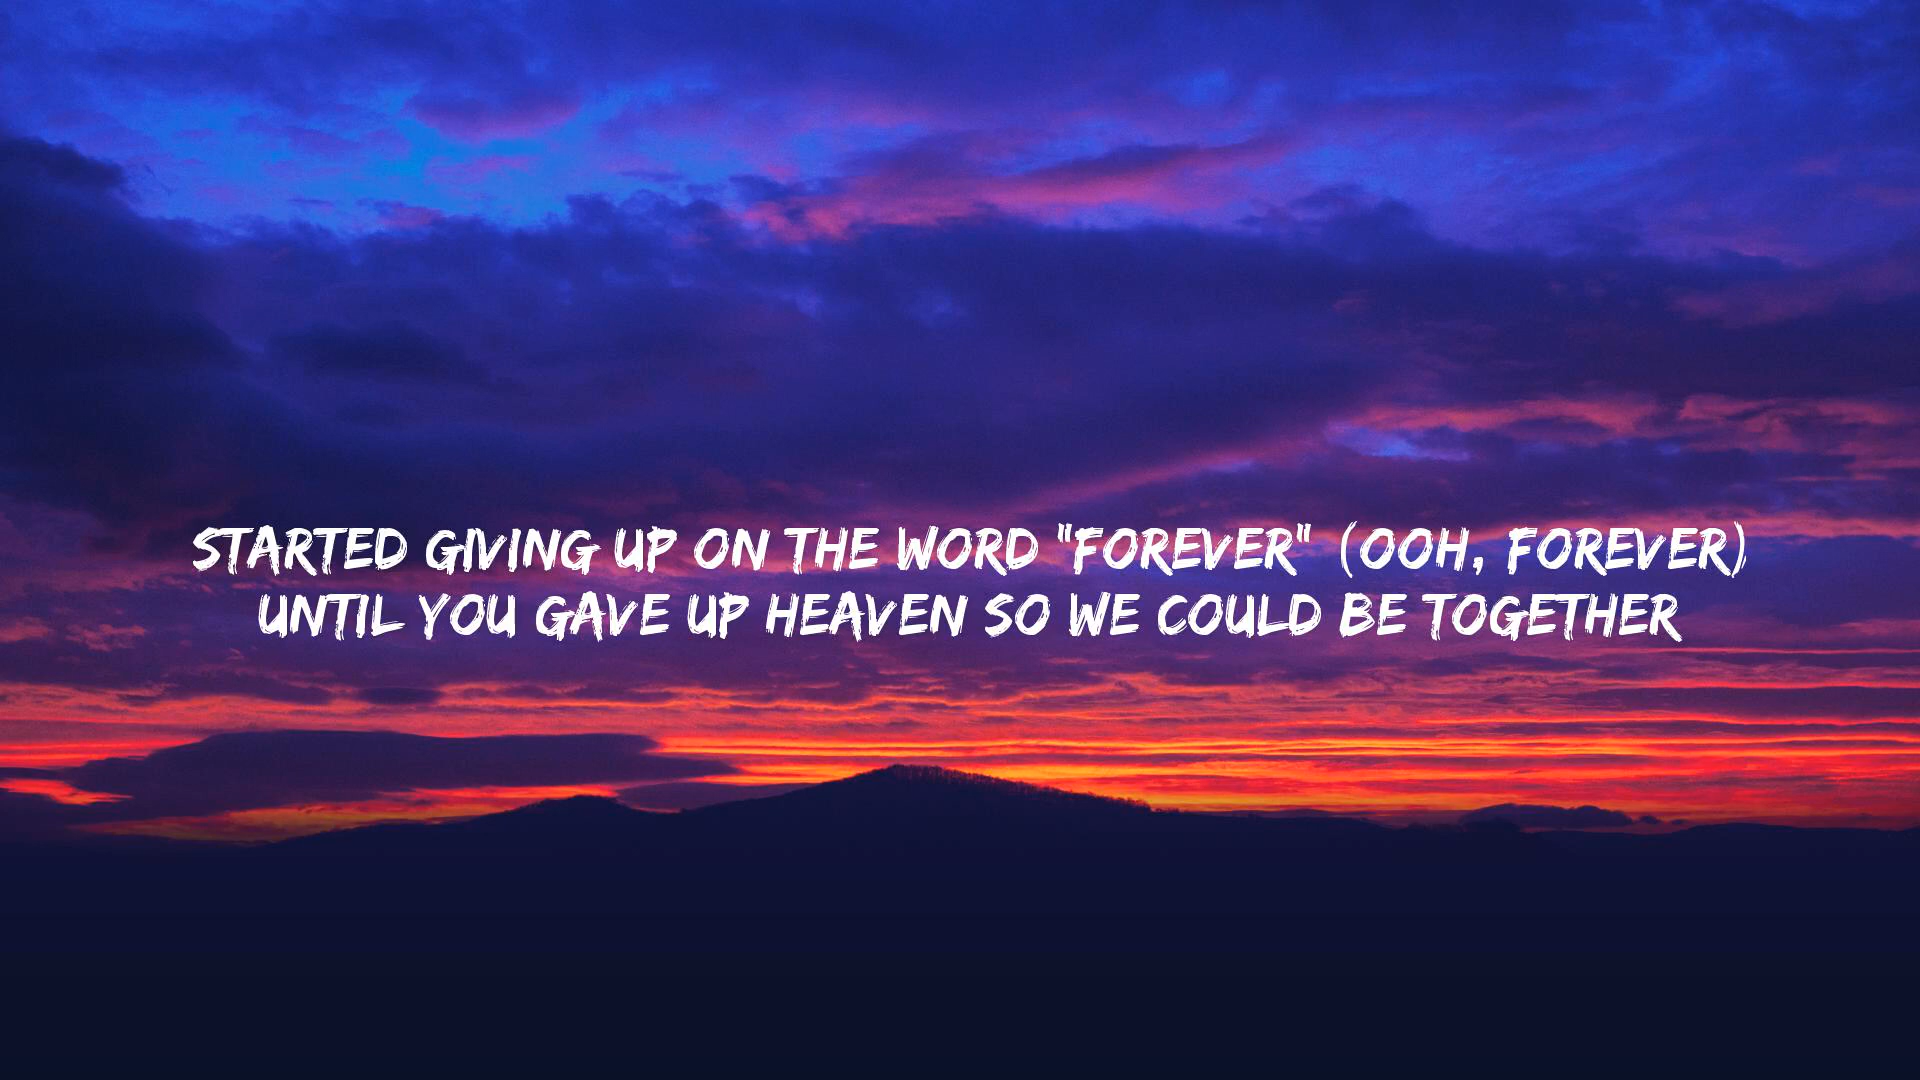 STARTED GIVING UP ON THE WORD "FOREVER" (OOH, FOREVER)
UNTIL YOU GAVE UP HEAVEN SO WE COULD BE TOGETHER